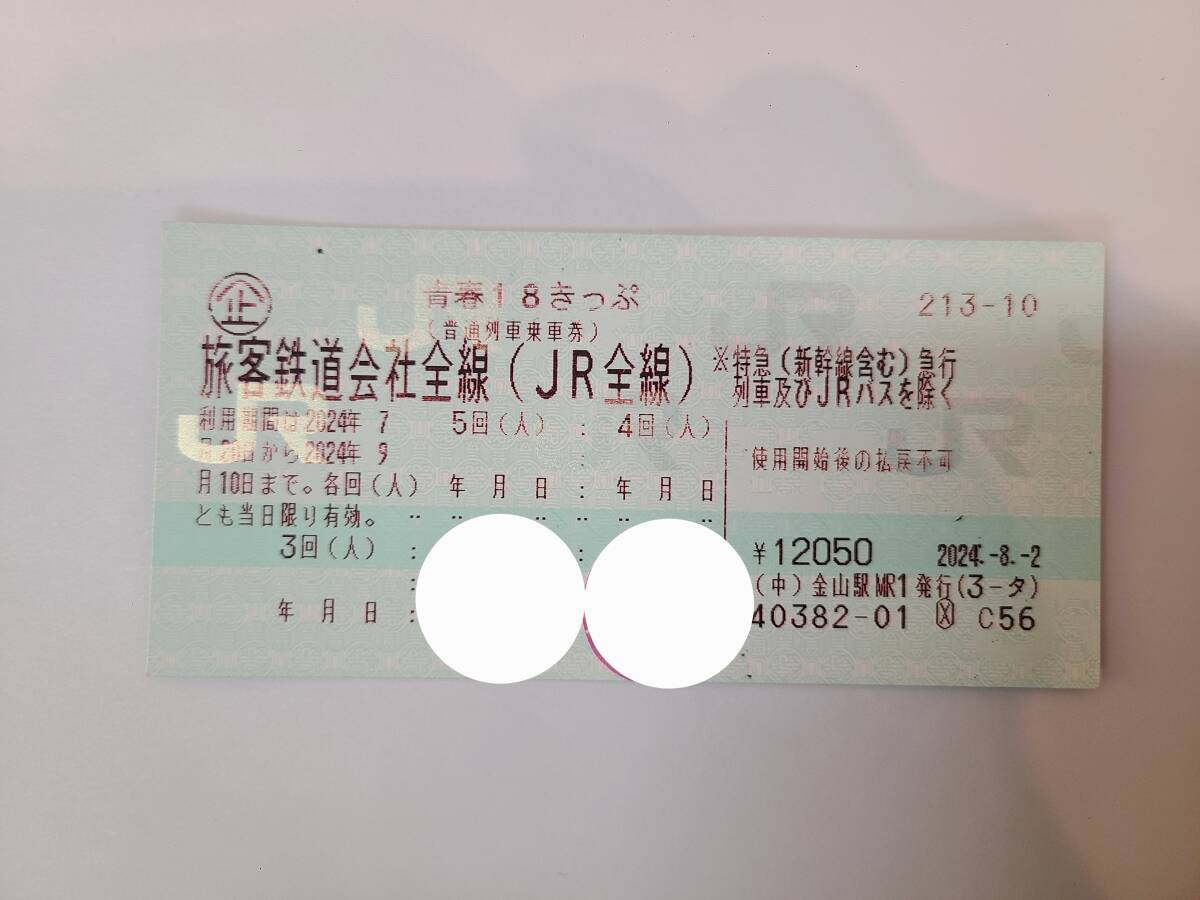 企 青春18きっぷ 213-10
(普通列車乗車券)
旅客鉄道会社全線(JR全線) ※特急(新幹線含む)急行
列車及びJRバスを除く
利用期間は2024年 7 5回(人) : 4回(人)
月20日から2024年 9 :
使用開始後の払戻不可
月10日まで。各回(人) 年 月 日 : 年 月 日
とも当日限り有効。 ‥ ‥ ‥ ‥ ‥ ‥
3回(人) : : ¥12050 2024.-8.-2
: (中)金山駅MR1発行(3-タ)
年 月 日 : 40382-01 X C56
JR
JR
JR
JR